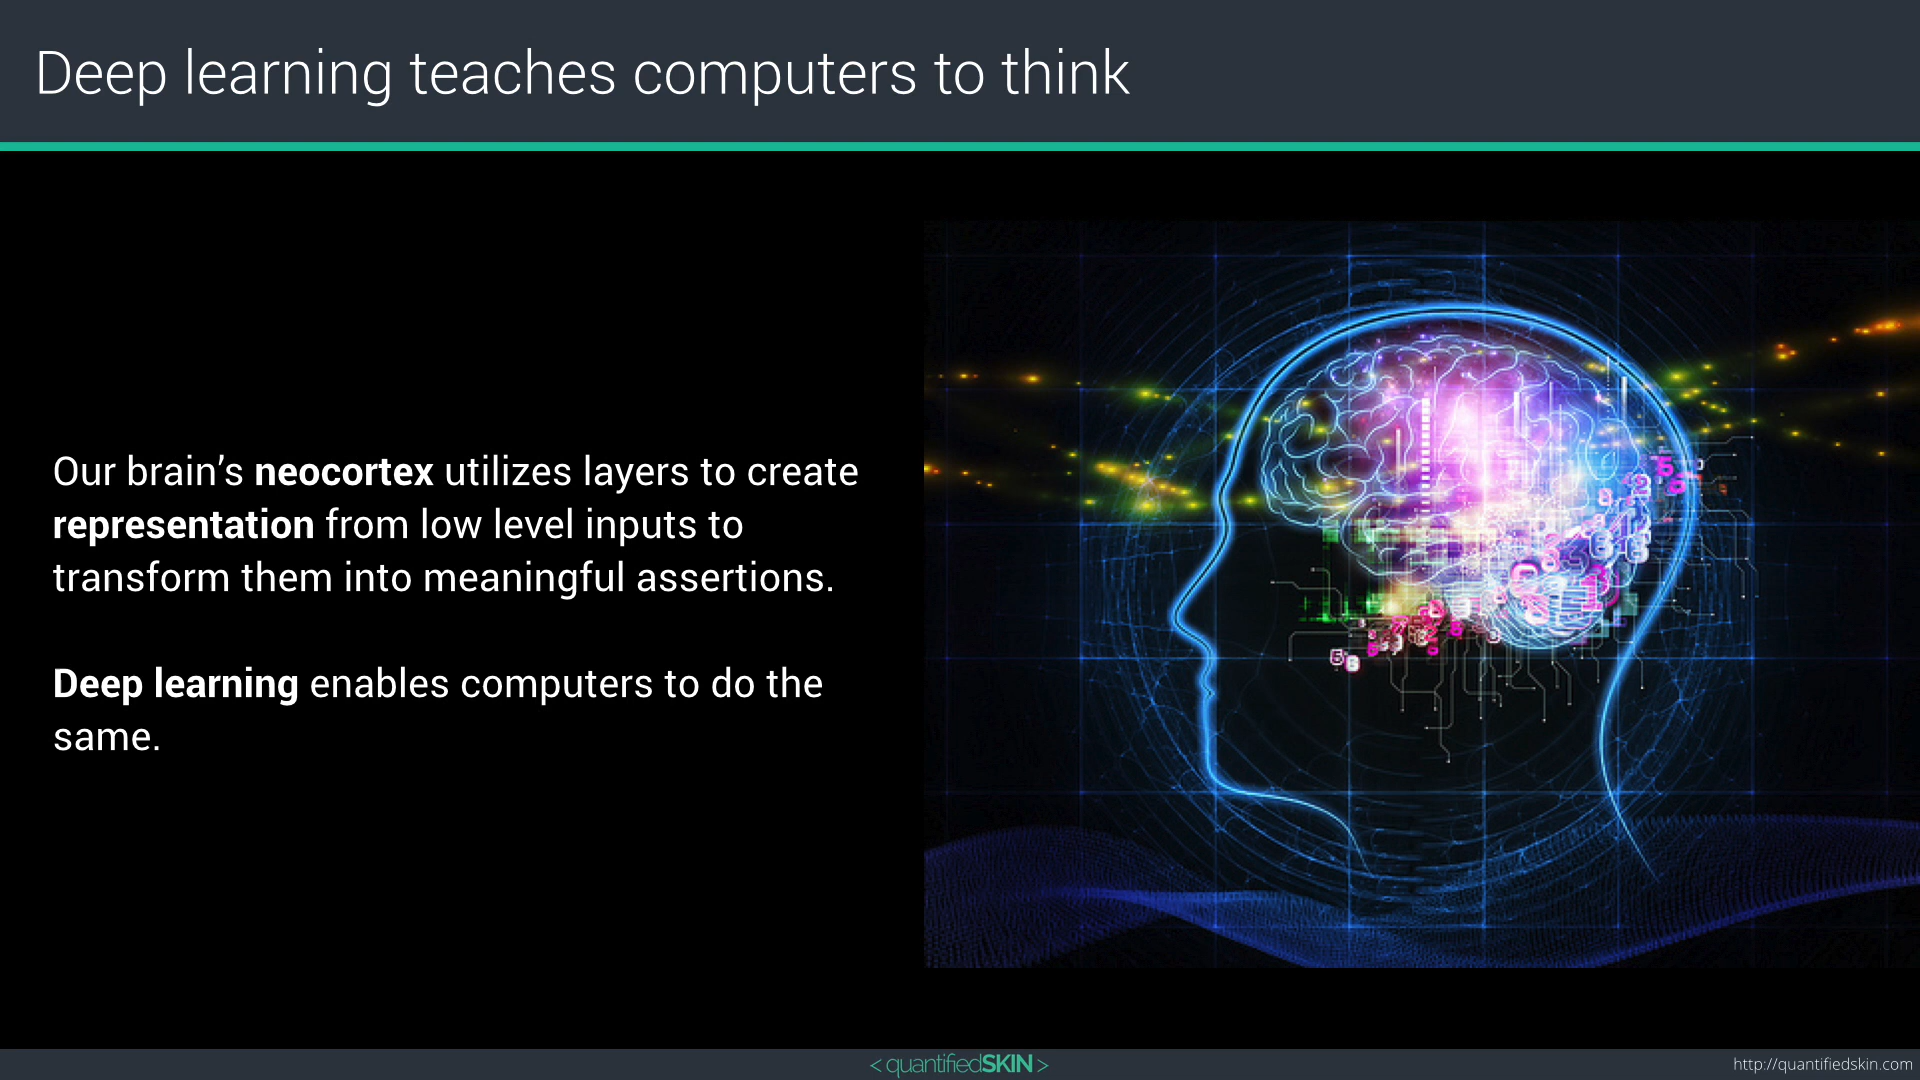 Deep learning teaches computers to think
Our brain’s neocortex utilizes layers to create
representation from low level inputs to
transform them into meaningful assertions.
Deep learning enables computers to do the
same.
<quantifiedSKIN>
http://quantifiedskin.com